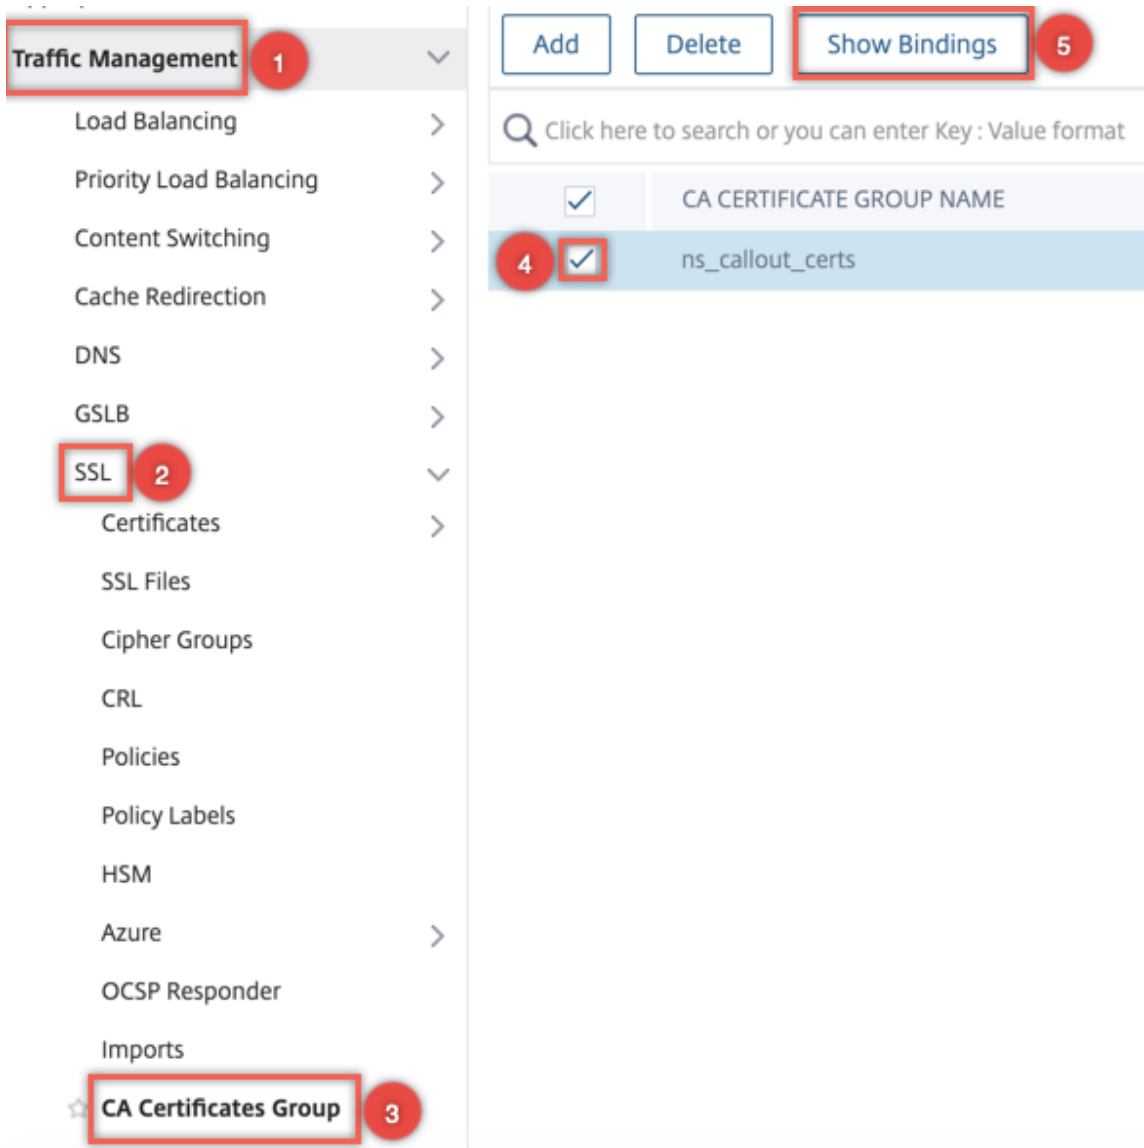 Traffic Management 1
Load Balancing
Priority Load Balancing
Content Switching
Cache Redirection
DNS
GSLB
SSL 2
Certificates
SSL Files
Cipher Groups
CRL
Policies
Policy Labels
HSM
Azure
OCSP Responder
Imports
CA Certificates Group 3
Add Delete Show Bindings 5
Click here to search or you can enter Key : Value format
CA CERTIFICATE GROUP NAME
4 ns_callout_certs